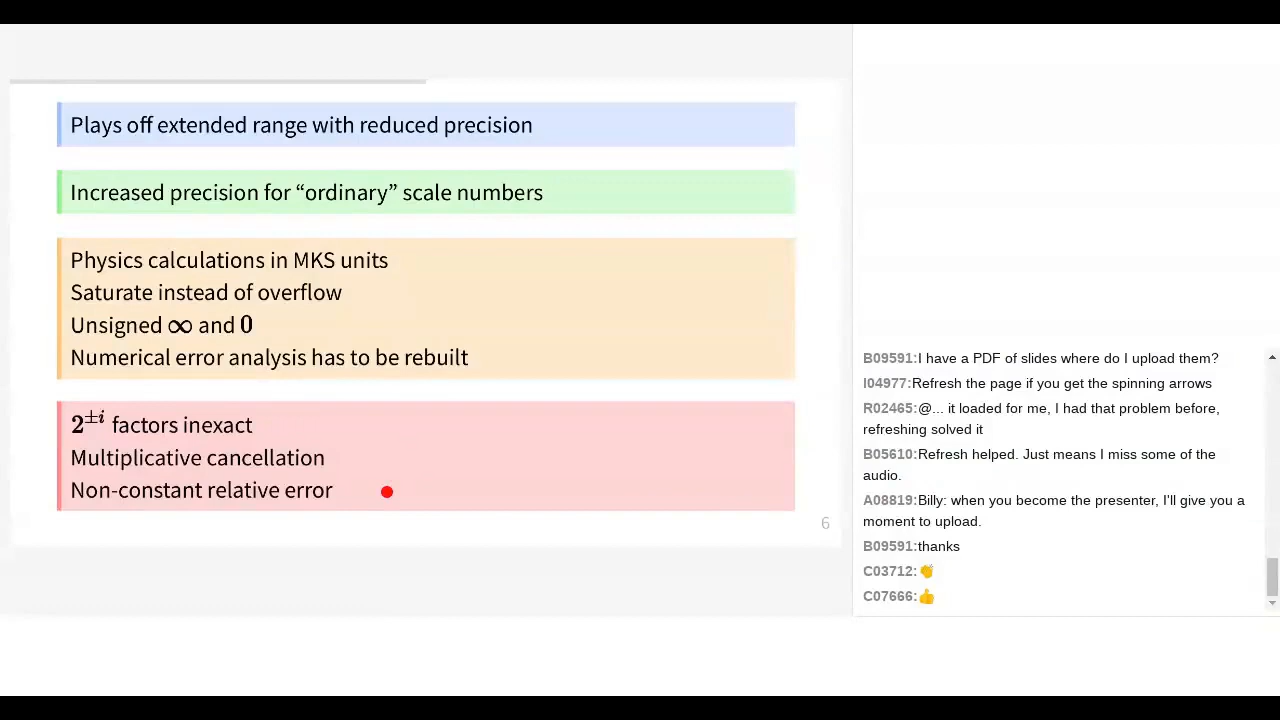 Plays off extended range with reduced precision
Increased precision for “ordinary” scale numbers
Physics calculations in MKS units
Saturate instead of overflow
Unsigned ∞ and 0
Numerical error analysis has to be rebuilt
2^{±i} factors inexact
Multiplicative cancellation
Non-constant relative error
6
B09591:I have a PDF of slides where do I upload them?
I04977:Refresh the page if you get the spinning arrows
R02465:@... it loaded for me, I had that problem before,
refreshing solved it
B05610:Refresh helped. Just means I miss some of the
audio.
A08819:Billy: when you become the presenter, I'll give you a
moment to upload.
B09591:thanks
C03712:👏
C07666:👍